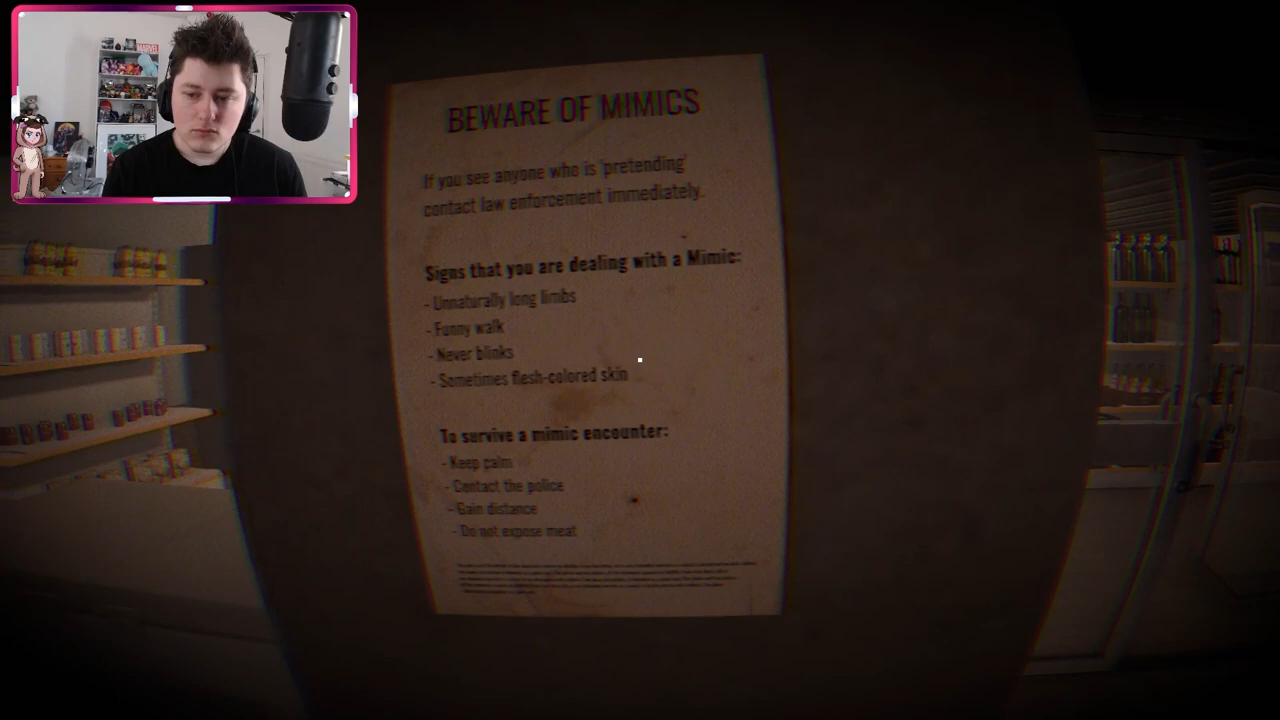 MARVEL
BEWARE OF MIMICS
If you see anyone who is 'pretending'
contact law enforcement immediately.
Signs that you are dealing with a Mimic:
- Unnaturally long limbs
- Funny walk
- Never blinks
- Sometimes flesh-colored skin
To survive a mimic encounter:
- Keep calm
- Contact the police
- Gain distance
- Do not expose meat